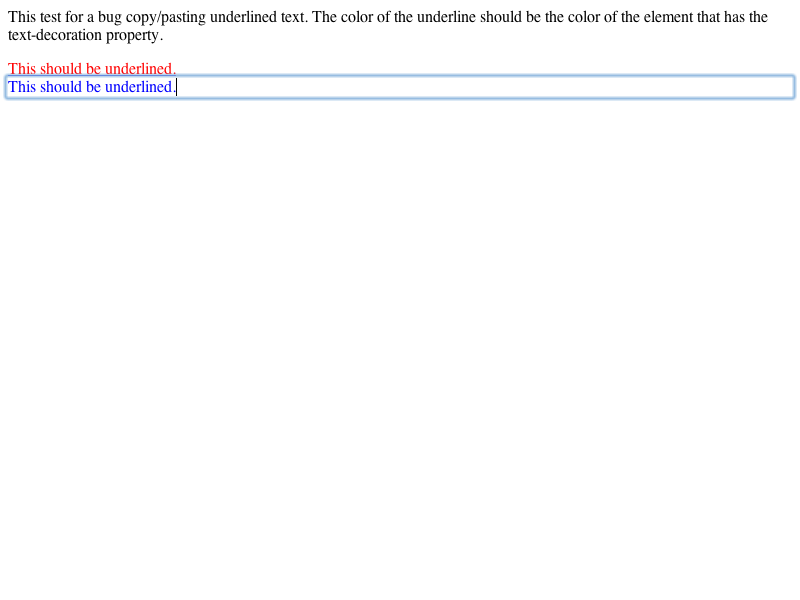 This test for a bug copy/pasting underlined text. The color of the underline should be the color of the element that has the
text-decoration property.
This should be underlined.
This should be underlined.